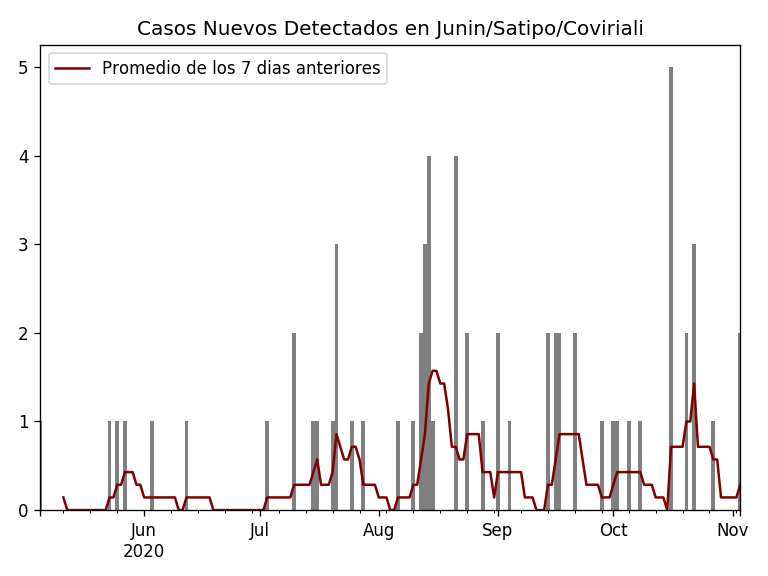 Casos Nuevos Detectados en Junin/Satipo/Coviriali
Promedio de los 7 dias anteriores
5
4
3
2
1
0
Jun Jul Aug Sep Oct Nov
2020